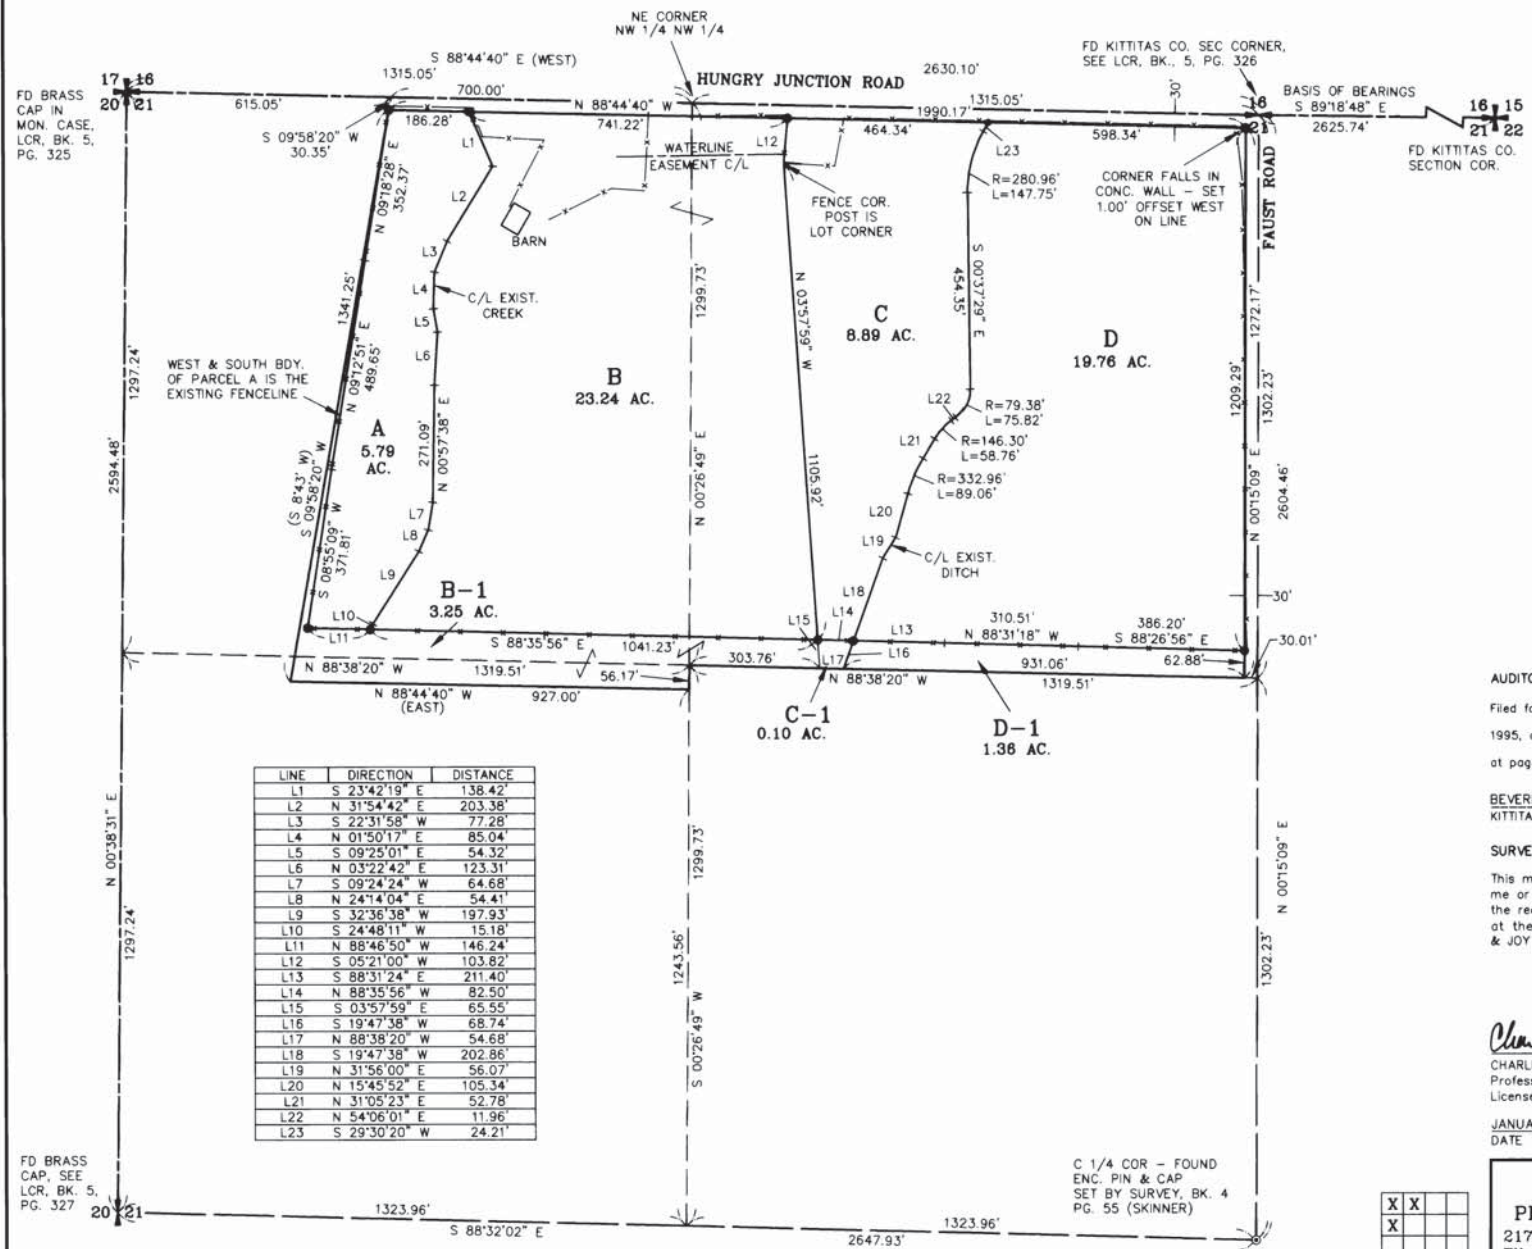 NE CORNER
NW 1/4 NW 1/4
S 88°44'40" E (WEST)
1315.05'
700.00'
HUNGRY JUNCTION ROAD
2630.10'
1315.05'
1990.17'
FD KITTITAS CO. SEC CORNER,
SEE LCR, BK., 5, PG. 326
30'
BASIS OF BEARINGS
S 89°18'48" E
2625.74'
17 16
20 21
FD BRASS
CAP IN
MON. CASE,
LCR, BK. 5,
PG. 325
615.05'
N 88°44'40" W
16
21
16 15
21 22
FD KITTITAS CO.
SECTION COR.
S 09°58'20" W
30.35'
186.28'
741.22'
464.34'
598.34'
L1
WATERLINE
EASEMENT C/L
L12
L23
FAUST ROAD
CORNER FALLS IN
CONC. WALL - SET
1.00' OFFSET WEST
ON LINE
R=280.96'
L=147.75'
FENCE COR.
POST IS
LOT CORNER
N 09°18'28" E
352.37'
L2
BARN
L3
L4
C/L EXIST.
CREEK
L5
L6
1341.25'
N 09°12'51" E
489.65'
WEST & SOUTH BDY.
OF PARCEL A IS THE
EXISTING FENCELINE
1297.24'
2594.48'
A
5.79
AC.
B
23.24 AC.
C
8.89 AC.
D
19.76 AC.
1299.73'
N 00°26'49" E
N 03°57'59" W
1105.92'
S 00°37'29" E
454.35'
1272.17'
1209.29'
1302.23'
N 00°15'09" E
2604.46'
L22
R=79.38'
L=75.82'
R=146.30'
L=58.76'
L21
R=332.96'
L=89.06'
L20
L19
C/L EXIST.
DITCH
L18
271.09'
N 00°57'38" E
(S 8°43' W)
S 09°58'20" W
S 08°55'09" W
371.81'
L7
L8
L9
L10
L11
B-1
3.25 AC.
L15
L14
L13
310.51'
N 88°31'18" W
386.20'
S 88°26'56" E
30'
30.01'
S 88°35'56" E
1041.23'
303.76'
L17
L16
62.88'
N 88°38'20" W
1319.51'
56.17'
N 88°38'20" W
931.06'
1319.51'
N 88°44'40" W
(EAST)
927.00'
C-1
0.10 AC.
D-1
1.36 AC.
LINE DIRECTION DISTANCE
L1 S 23°42'19" E 138.42'
L2 N 31°54'42" E 203.38'
L3 S 22°31'58" W 77.28'
L4 N 01°50'17" E 85.04'
L5 S 09°25'01" E 54.32'
L6 N 03°22'42" E 123.31'
L7 S 09°24'24" W 64.68'
L8 N 24°14'04" E 54.41'
L9 S 32°36'38" W 197.93'
L10 S 24°48'11" W 15.18'
L11 N 88°46'50" W 146.24'
L12 S 05°21'00" W 103.82'
L13 S 88°31'24" E 211.40'
L14 N 88°35'56" W 82.50'
L15 S 03°57'59" E 65.55'
L16 S 19°47'38" W 68.74'
L17 N 88°38'20" W 54.68'
L18 S 19°47'38" W 202.86'
L19 N 31°56'00" E 56.07'
L20 N 15°45'52" E 105.34'
L21 N 31°05'23" E 52.78'
L22 N 54°06'01" E 11.96'
L23 S 29°30'20" W 24.21'
N 00°38'31" E
1297.24'
1299.73'
1243.56'
S 00°26'49" W
N 00°15'09" E
1302.23'
FD BRASS
CAP, SEE
LCR, BK. 5,
PG. 327
20 21
1323.96'
S 88°32'02" E
1323.96'
2647.93'
C 1/4 COR - FOUND
ENC. PIN & CAP
SET BY SURVEY, BK. 4
PG. 55 (SKINNER)
AUDITO
Filed fo
1995, 
at pag
BEVER
KITTITA
SURVE
This m
me or
the re
at the
& JOY
CHARL
Profes
License
JANUA
DATE
X X
X
217